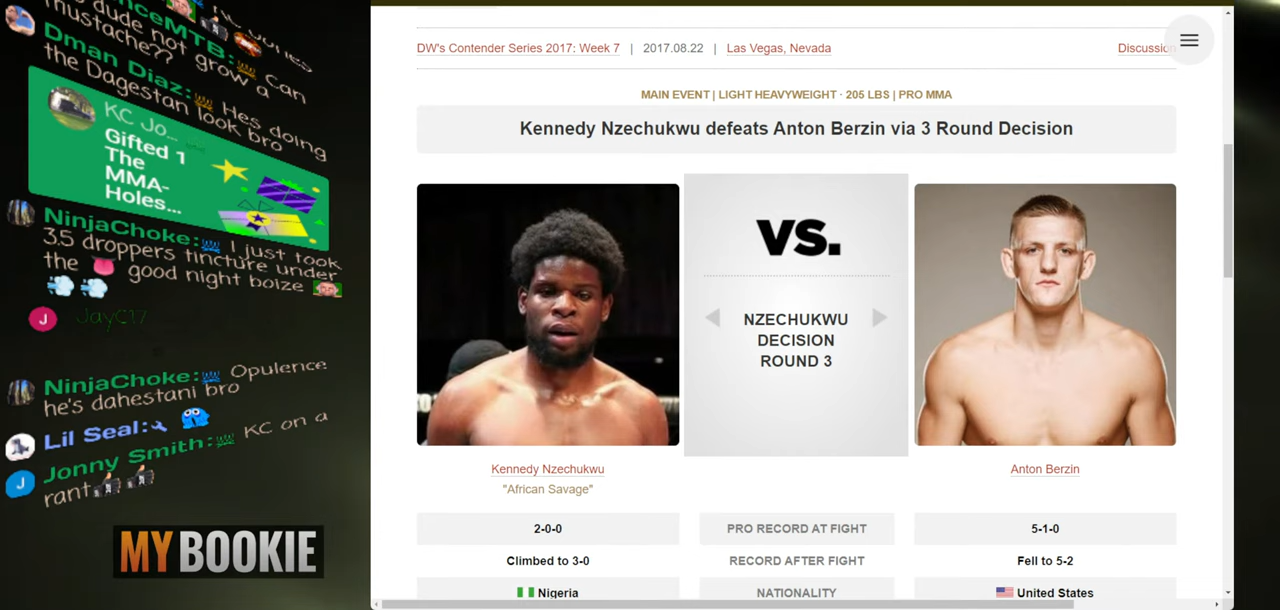 dude not grow a
mustache??
Dman Diaz: Can
the Dagestan look bro
Hes doing
KC Jo...
Gifted 1
The
MMA-
Holes...
NinjaChoke: I just took
3.5 droppers tincture under
the good night boize
J JayC17
NinjaChoke: Opulence
he's dahestani bro
Lil Seal:
J Jonny Smith: KC on a
rant
MYBOOKIE
DW's Contender Series 2017: Week 7 | 2017.08.22 | Las Vegas, Nevada
MAIN EVENT | LIGHT HEAVYWEIGHT · 205 LBS | PRO MMA
Kennedy Nzechukwu defeats Anton Berzin via 3 Round Decision
VS.
NZECHUKWU
DECISION
ROUND 3
Kennedy Nzechukwu
"African Savage"
Anton Berzin
2-0-0 PRO RECORD AT FIGHT 5-1-0
Climbed to 3-0 RECORD AFTER FIGHT Fell to 5-2
Nigeria NATIONALITY United States